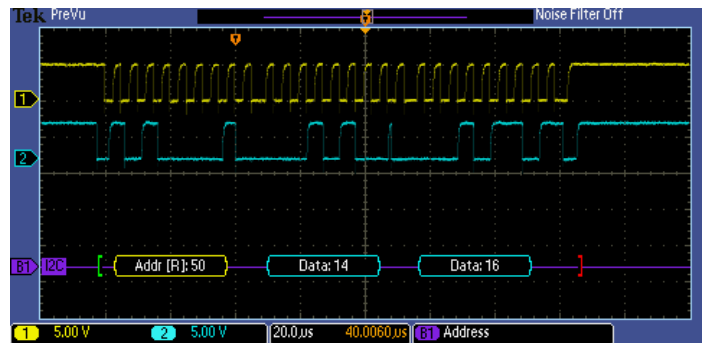 Tek PreVu Noise Filter Off
T
T
1
2
B1 I2C [ Addr [R]: 50 Data: 14 Data: 16 ]
1 5.00 V 2 5.00 V 20.0µs 40.0060µs B1 Address